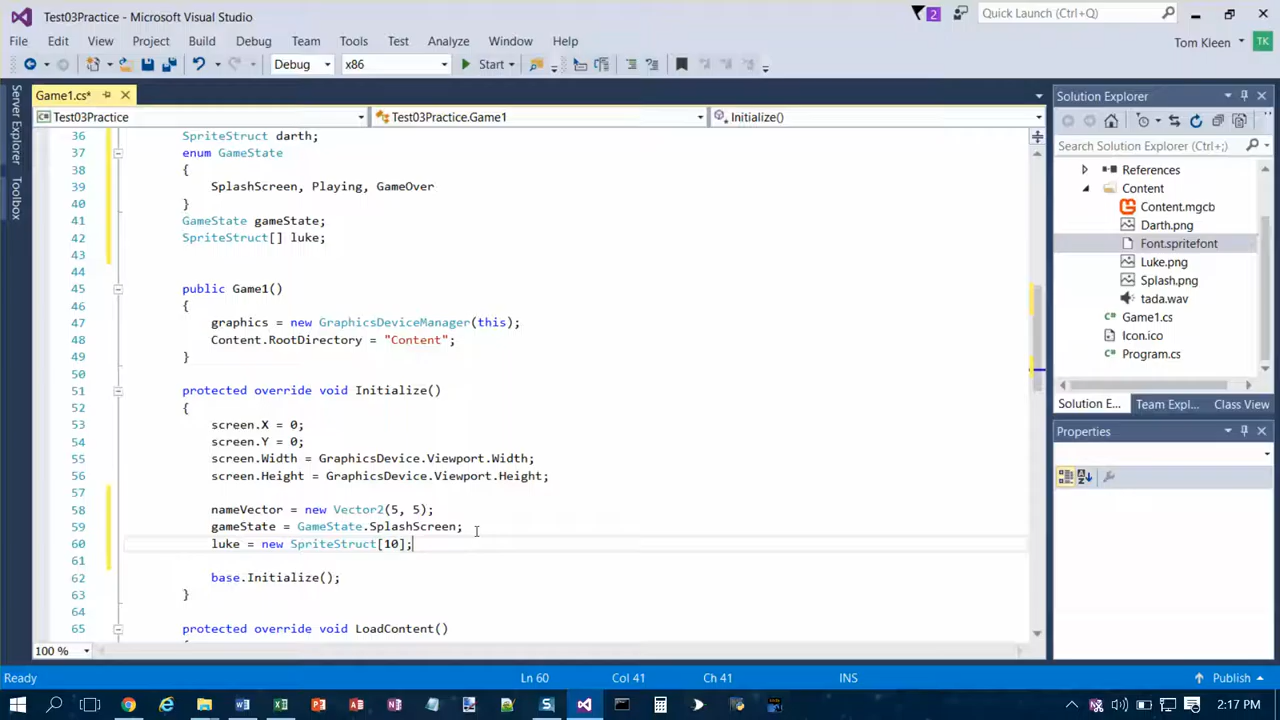 Test03Practice - Microsoft Visual Studio
2
Quick Launch (Ctrl+Q)
File Edit View Project Build Debug Team Tools Test Analyze Window Help
Tom Kleen
TK
Debug x86 Start
Server Explorer
Toolbox
Game1.cs*
Test03Practice Test03Practice.Game1 Initialize()
36 SpriteStruct darth;
37 enum GameState
38 {
39 SplashScreen, Playing, GameOver
40 }
41 GameState gameState;
42 SpriteStruct[] luke;
43
44
45 public Game1()
46 {
47 graphics = new GraphicsDeviceManager(this);
48 Content.RootDirectory = "Content";
49 }
50
51 protected override void Initialize()
52 {
53 screen.X = 0;
54 screen.Y = 0;
55 screen.Width = GraphicsDevice.Viewport.Width;
56 screen.Height = GraphicsDevice.Viewport.Height;
57
58 nameVector = new Vector2(5, 5);
59 gameState = GameState.SplashScreen;
60 luke = new SpriteStruct[10];
61
62 base.Initialize();
63 }
64
65 protected override void LoadContent()
100 %
Solution Explorer
Search Solution Explorer (Ctrl+;)
References
Content
Content.mgcb
Darth.png
Font.spritefont
Luke.png
Splash.png
tada.wav
Game1.cs
Icon.ico
Program.cs
Solution E... Team Expl... Class View
Properties
Ready Ln 60 Col 41 Ch 41 INS Publish
2:17 PM